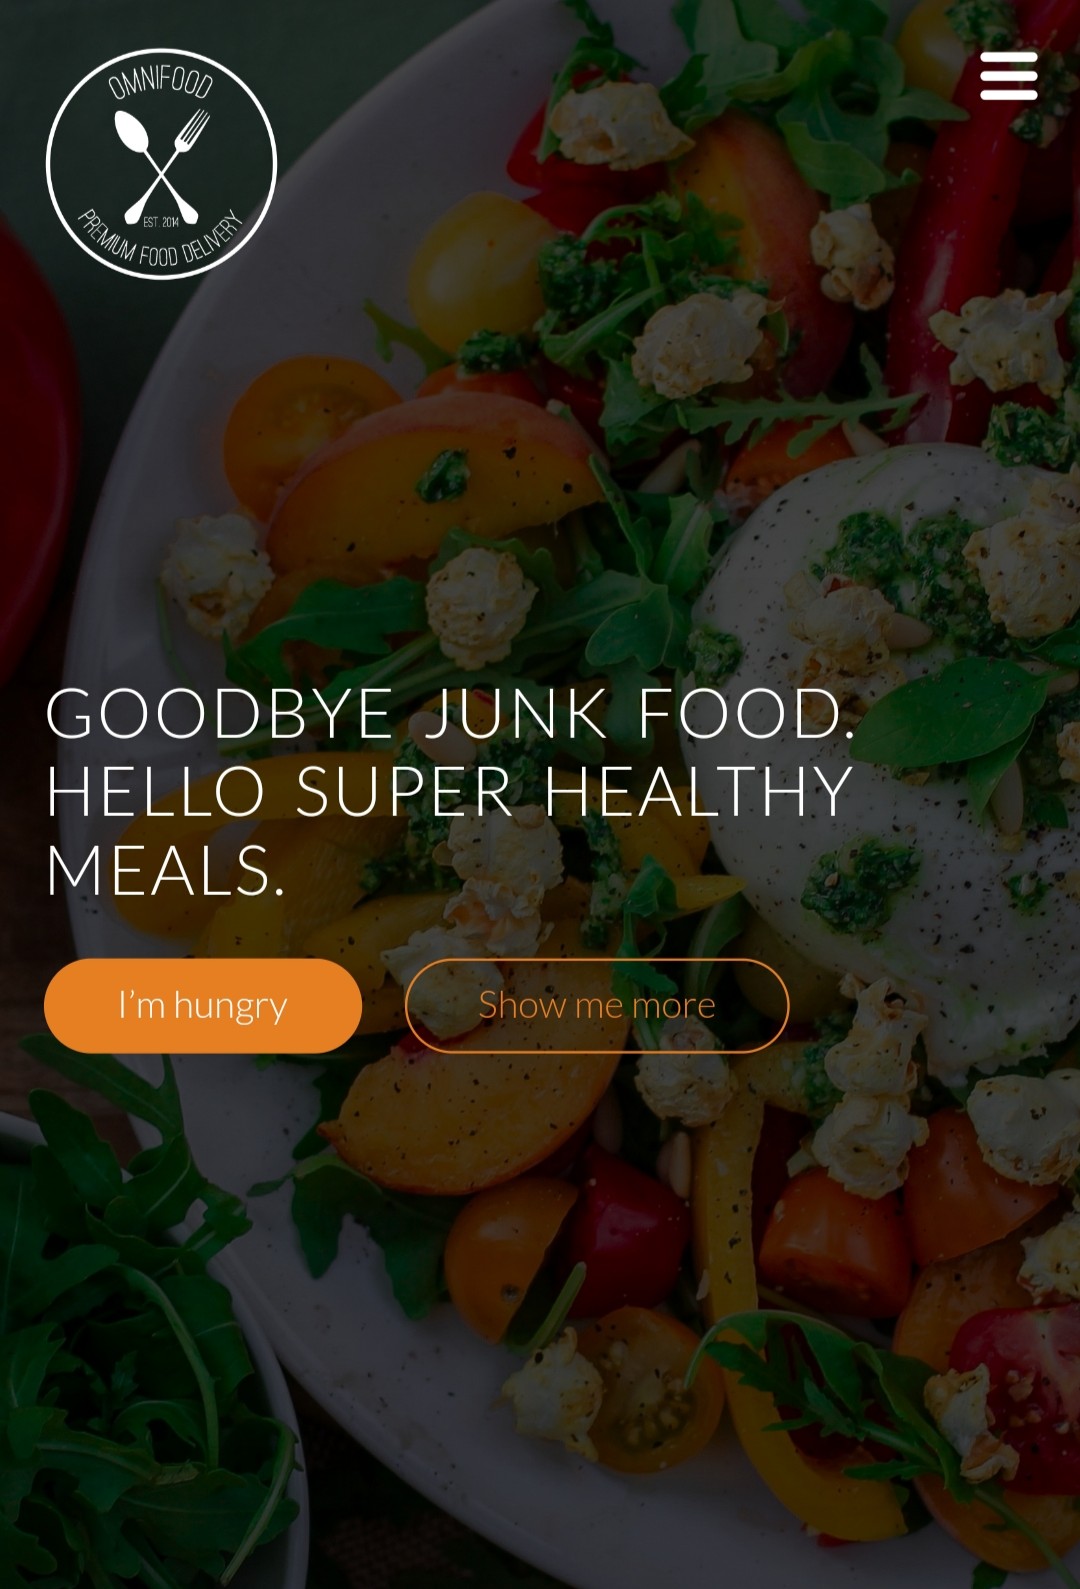 OMNIFOOD
EST. 2014
PREMIUM FOOD DELIVERY
GOODBYE JUNK FOOD.
HELLO SUPER HEALTHY
MEALS.
I’m hungry
Show me more